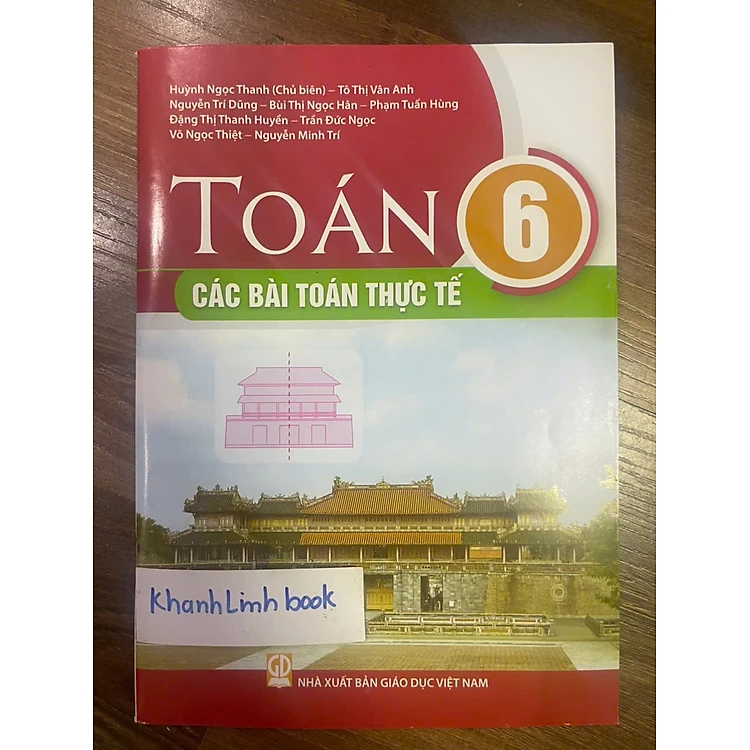 Huỳnh Ngọc Thanh (Chủ biên) – Tô Thị Vân Anh
Nguyễn Trí Dũng – Bùi Thị Ngọc Hân – Phạm Tuấn Hùng
Đặng Thị Thanh Huyền – Trần Đức Ngọc
Võ Ngọc Thiệt – Nguyễn Minh Trí
TOÁN 6
CÁC BÀI TOÁN THỰC TẾ
KhanhLinh book
GD
NHÀ XUẤT BẢN GIÁO DỤC VIỆT NAM